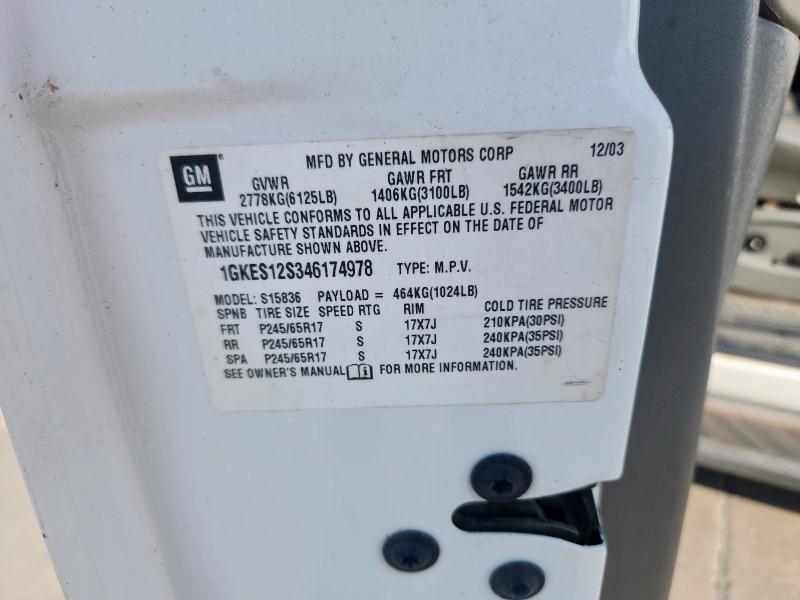 GM® MFD BY GENERAL MOTORS CORP 12/03
GVWR GAWR FRT GAWR RR
2778KG(6125LB) 1406KG(3100LB) 1542KG(3400LB)
THIS VEHICLE CONFORMS TO ALL APPLICABLE U.S. FEDERAL MOTOR
VEHICLE SAFETY STANDARDS IN EFFECT ON THE DATE OF
MANUFACTURE SHOWN ABOVE.
1GKES12S346174978 TYPE: M.P.V.
MODEL: S15836 PAYLOAD = 464KG(1024LB)
SPNB TIRE SIZE SPEED RTG RIM COLD TIRE PRESSURE
FRT P245/65R17 S 17X7J 210KPA(30PSI)
RR P245/65R17 S 17X7J 240KPA(35PSI)
SPA P245/65R17 S 17X7J 240KPA(35PSI)
SEE OWNER'S MANUAL FOR MORE INFORMATION.